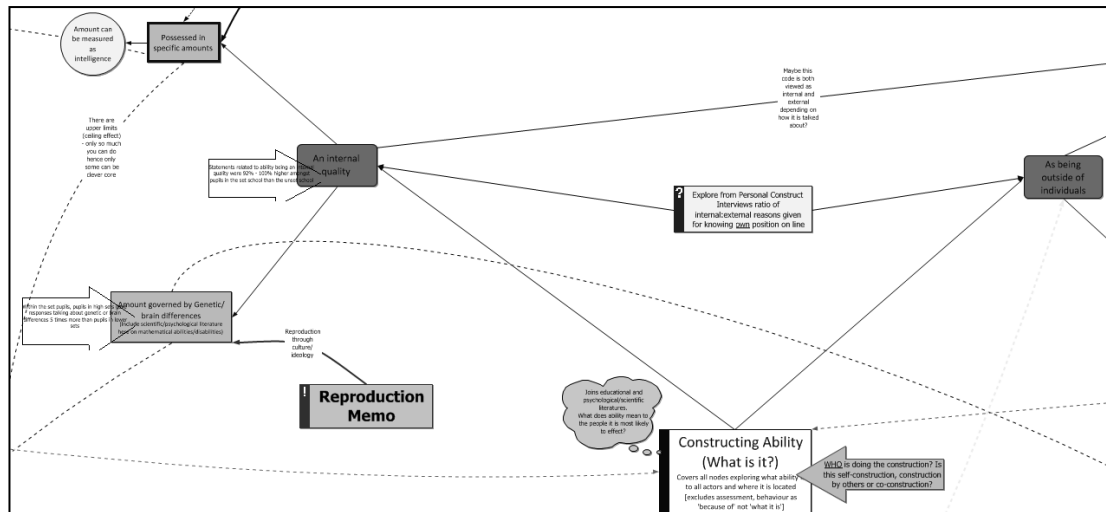 Amount can
be measured
as
intelligence
Possessed in
specific amounts
There are
upper limits
(ceiling effect)
- only so much
you can do
hence only
some can be
clever core
Maybe this
code is both
viewed as
internal and
external
depending on
how it is talked
about?
Statements related to ability being an
quality were 92% - 103% higher amongst
pupils in the set school than the school
An internal
quality
As being
outside of
individuals
?
Explore from Personal Construct
Interviews ratio of
internal:external reasons given
for knowing own position on line
Within the set pupils, pupils in high sets
responses taking about genetic or brain
differences 5 times more than pupils in lower
sets
Amount governed by Genetic/
brain differences
(include scientific/psychological literature
here on mathematical abilities/disabilities)
Reproduction
through
culture/
ideology
!
Reproduction
Memo
Joins educational and
psychological/scientific
literatures.
What does ability mean to
the people it is most likely
to effect?
Constructing Ability
(What is it?)
Covers all nodes exploring what ability
to all actors and where it is located
[excludes assessment, behaviour as
'because of' not 'what it is']
WHO is doing the construction? Is
this self-construction, construction
by others or co-construction?